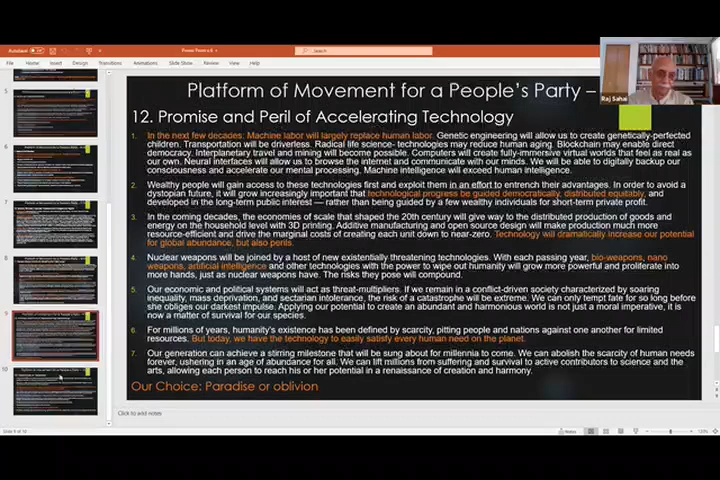 AutoSave
Search
File Home Insert Design Transitions Animations Slide Show Review View Help
Raj Sahai
5
6
7
8
9
10
Platform of Movement for a People's Party –
12. Promise and Peril of Accelerating Technology
1. In the next few decades: Machine labor will largely replace human labor. Genetic engineering will allow us to create genetically-perfected
children. Transportation will be driverless. Radical life science- technologies may reduce human aging. Blockchain may enable direct
democracy. Interplanetary travel and mining will become possible. Computers will create fully-immersive virtual worlds that feel as real as
our own. Neural interfaces will allow us to browse the internet and communicate with our minds. We will be able to digitally backup our
consciousness and accelerate our mental processing. Machine intelligence will exceed human intelligence.
2. Wealthy people will gain access to these technologies first and exploit them in an effort to entrench their advantages. In order to avoid a
dystopian future, it will grow increasingly important that technological progress be guided democratically, distributed equitably, and
developed in the long-term public interest — rather than being guided by a few wealthy individuals for short-term private profit.
3. In the coming decades, the economies of scale that shaped the 20th century will give way to the distributed production of goods and
energy on the household level with 3D printing. Additive manufacturing and open source design will make production much more
resource-efficient and drive the marginal costs of creating each unit down to near-zero. Technology will dramatically increase our potential
for global abundance, but also perils.
4. Nuclear weapons will be joined by a host of new existentially threatening technologies. With each passing year, bio-weapons, nano
weapons, artificial intelligence and other technologies with the power to wipe out humanity will grow more powerful and proliferate into
more hands, just as nuclear weapons have. The risks they pose will compound.
5. Our economic and political systems will act as threat-multipliers. If we remain in a conflict-driven society characterized by soaring
inequality, mass deprivation, and sectarian intolerance, the risk of a catastrophe will be extreme. We can only tempt fate for so long before
she obliges our darkest impulse. Applying our potential to create an abundant and harmonious world is not just a moral imperative, it is
now a matter of survival for our species.
6. For millions of years, humanity's existence has been defined by scarcity, pitting people and nations against one another for limited
resources. But today, we have the technology to easily satisfy every human need on the planet.
7. Our generation can achieve a stirring milestone that will be sung about for millennia to come. We can abolish the scarcity of human needs
forever, ushering in an age of abundance for all. We can lift millions from suffering and survival to active contributors to science and the
arts, allowing each person to reach his or her potential in a renaissance of creation and harmony.
Our Choice: Paradise or oblivion
Click to add notes
Slide 9 of 10
Notes